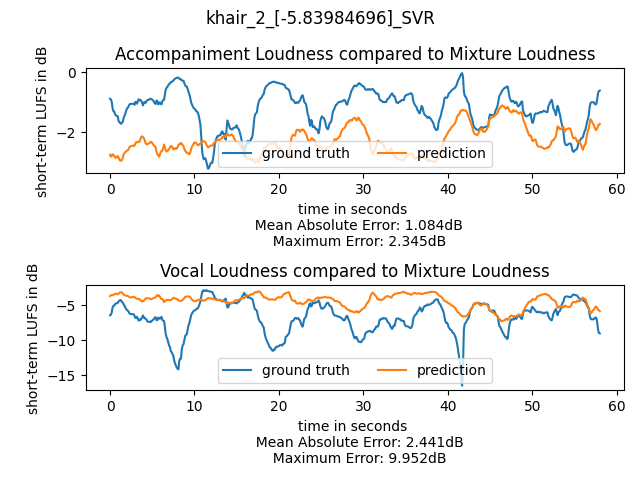 khair_2_[-5.83984696]_SVR
Accompaniment Loudness compared to Mixture Loudness
short-term LUFS in dB
0
−2
ground truth
prediction
0 10 20 30 40 50 60
time in seconds
Mean Absolute Error: 1.084dB
Maximum Error: 2.345dB
Vocal Loudness compared to Mixture Loudness
short-term LUFS in dB
−5
−10
−15
ground truth
prediction
0 10 20 30 40 50 60
time in seconds
Mean Absolute Error: 2.441dB
Maximum Error: 9.952dB